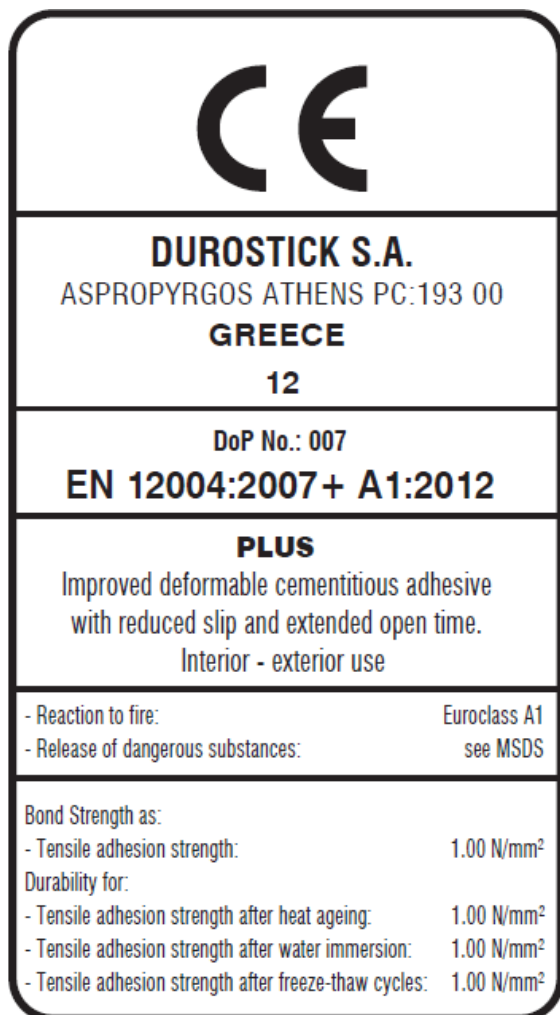 CE
DUROSTICK S.A.
ASPROPYRGOS ATHENS PC:193 00
GREECE
12
DoP No.: 007
EN 12004:2007+ A1:2012
PLUS
Improved deformable cementitious adhesive
with reduced slip and extended open time.
Interior - exterior use
- Reaction to fire: Euroclass A1
- Release of dangerous substances: see MSDS
Bond Strength as:
- Tensile adhesion strength: 1.00 N/mm²
Durability for:
- Tensile adhesion strength after heat ageing: 1.00 N/mm²
- Tensile adhesion strength after water immersion: 1.00 N/mm²
- Tensile adhesion strength after freeze-thaw cycles: 1.00 N/mm²